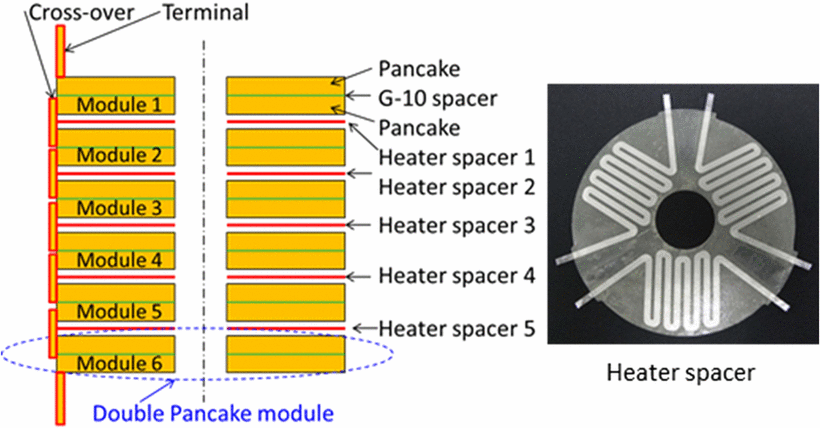 Cross-over
Terminal
Pancake
G-10 spacer
Pancake
Module 1
Heater spacer 1
Module 2
Heater spacer 2
Module 3
Heater spacer 3
Module 4
Heater spacer 4
Module 5
Heater spacer 5
Module 6
Double Pancake module
Heater spacer